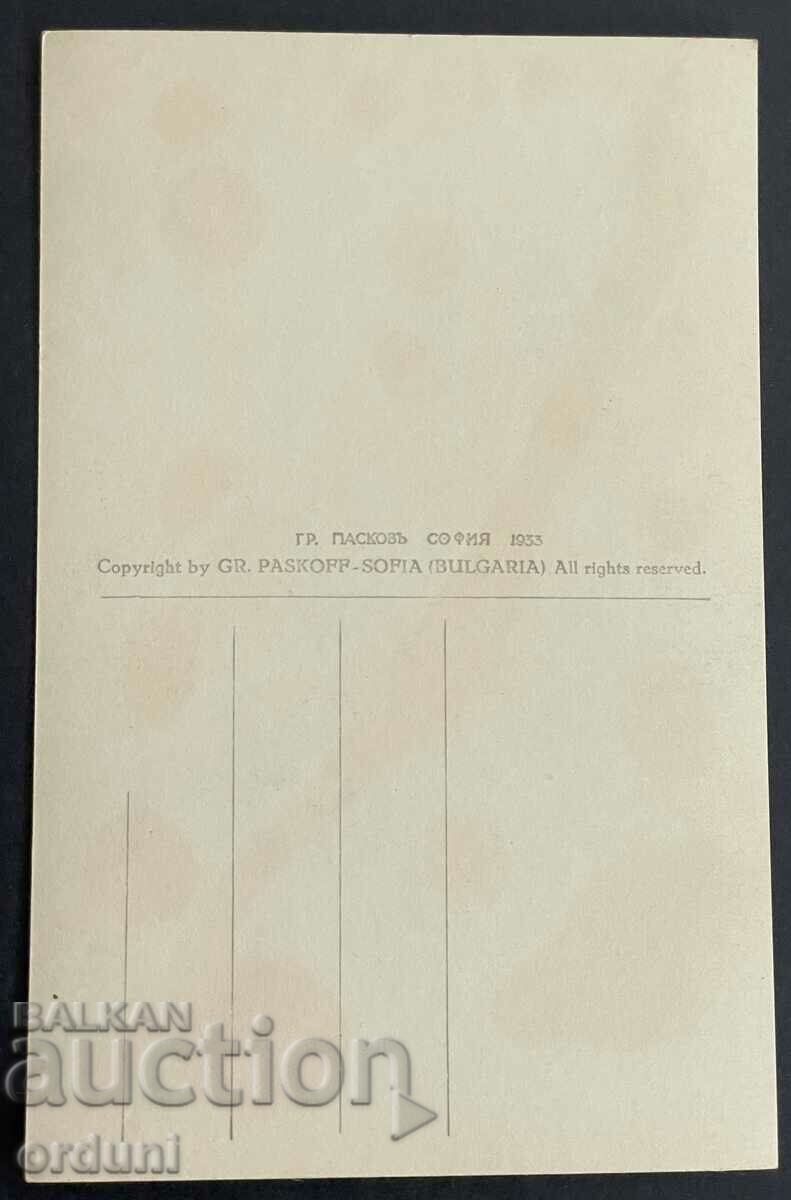 ГР. ПАСКОВЪ СОФИЯ 1933
Copyright by GR. PASKOFF-SOFIA (BULGARIA) All rights reserved.
BALKAN
auction
orduni